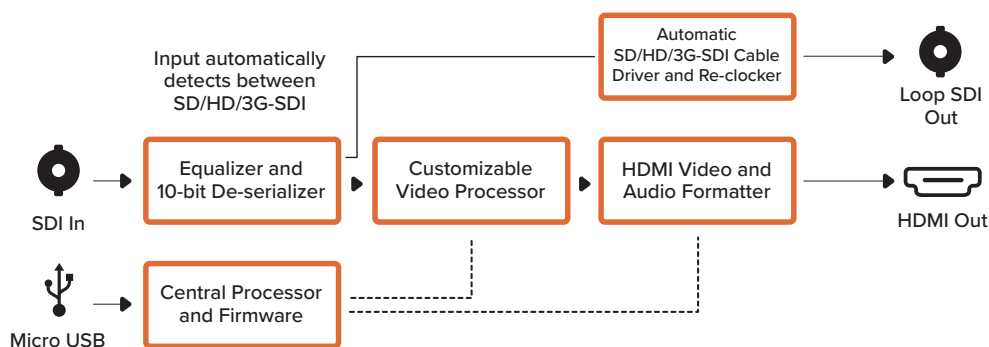 Automatic
SD/HD/3G-SDI Cable
Driver and Re-clocker
Loop SDI
Out
Input automatically
detects between
SD/HD/3G-SDI
SDI In
Equalizer and
10-bit De-serializer
Customizable
Video Processor
HDMI Video and
Audio Formatter
HDMI Out
Micro USB
Central Processor
and Firmware